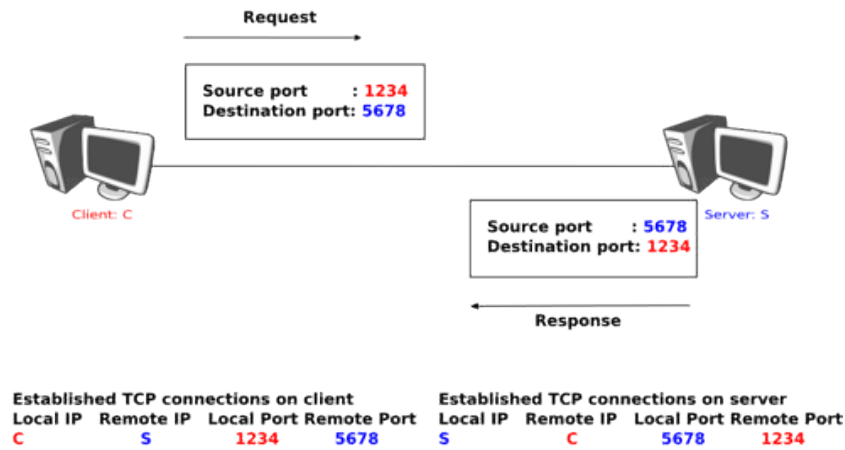 Request
Source port : 1234
Destination port: 5678
Client: C
Server: S
Source port : 5678
Destination port: 1234
Response
Established TCP connections on client
Local IP Remote IP Local Port Remote Port
C S 1234 5678
Established TCP connections on server
Local IP Remote IP Local Port Remote Port
S C 5678 1234